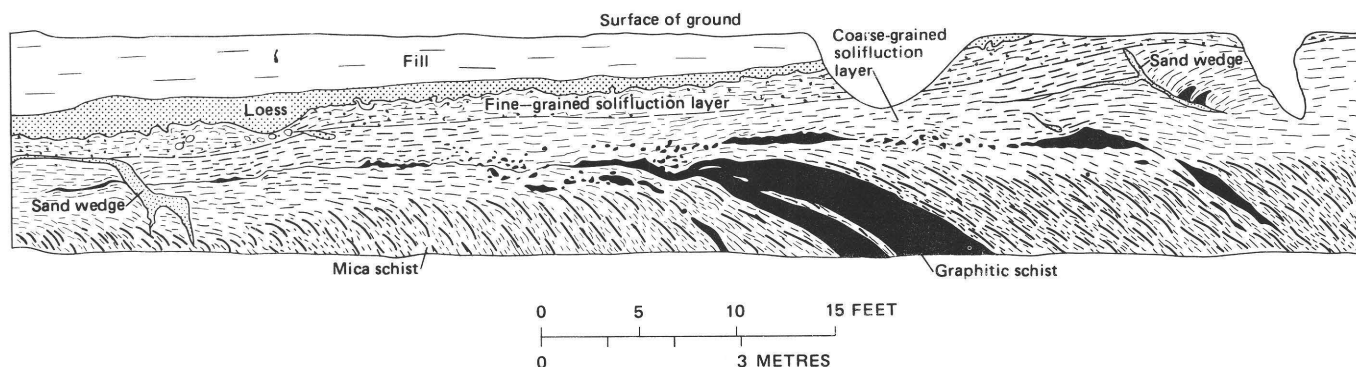 Surface of ground
Coarse-grained
solifluction
layer
Fill
Sand wedge
Loess
Fine-grained solifluction layer
Sand wedge
Mica schist
Graphitic schist
0 5 10 15 FEET
0 3 METRES